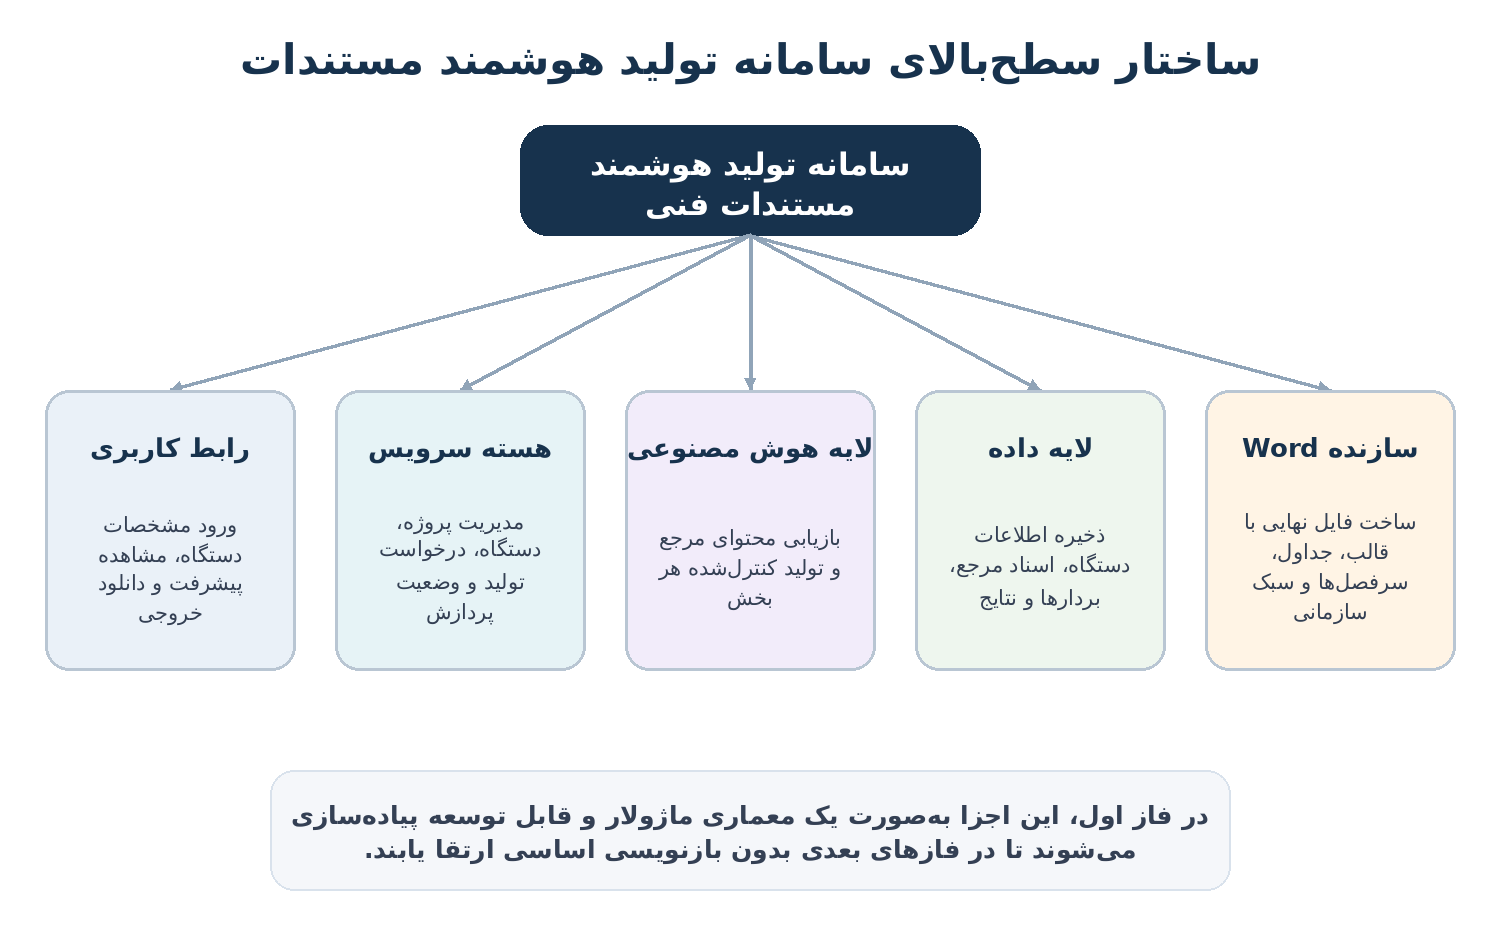 ساختار سطح‌بالای سامانه تولید هوشمند مستندات
سامانه تولید هوشمند
مستندات فنی
سازنده Word
ساخت فایل نهایی با
قالب، جداول،
سرفصل‌ها و سبک
سازمانی
لایه داده
ذخیره اطلاعات
دستگاه، اسناد مرجع،
بردارها و نتایج
لایه هوش مصنوعی
بازیابی محتوای مرجع
و تولید کنترل‌شده هر
بخش
هسته سرویس
مدیریت پروژه،
دستگاه، درخواست
تولید و وضعیت
پردازش
رابط کاربری
ورود مشخصات
دستگاه، مشاهده
پیشرفت و دانلود
خروجی
در فاز اول، این اجزا به‌صورت یک معماری ماژولار و قابل توسعه پیاده‌سازی
می‌شوند تا در فازهای بعدی بدون بازنویسی اساسی ارتقا یابند.